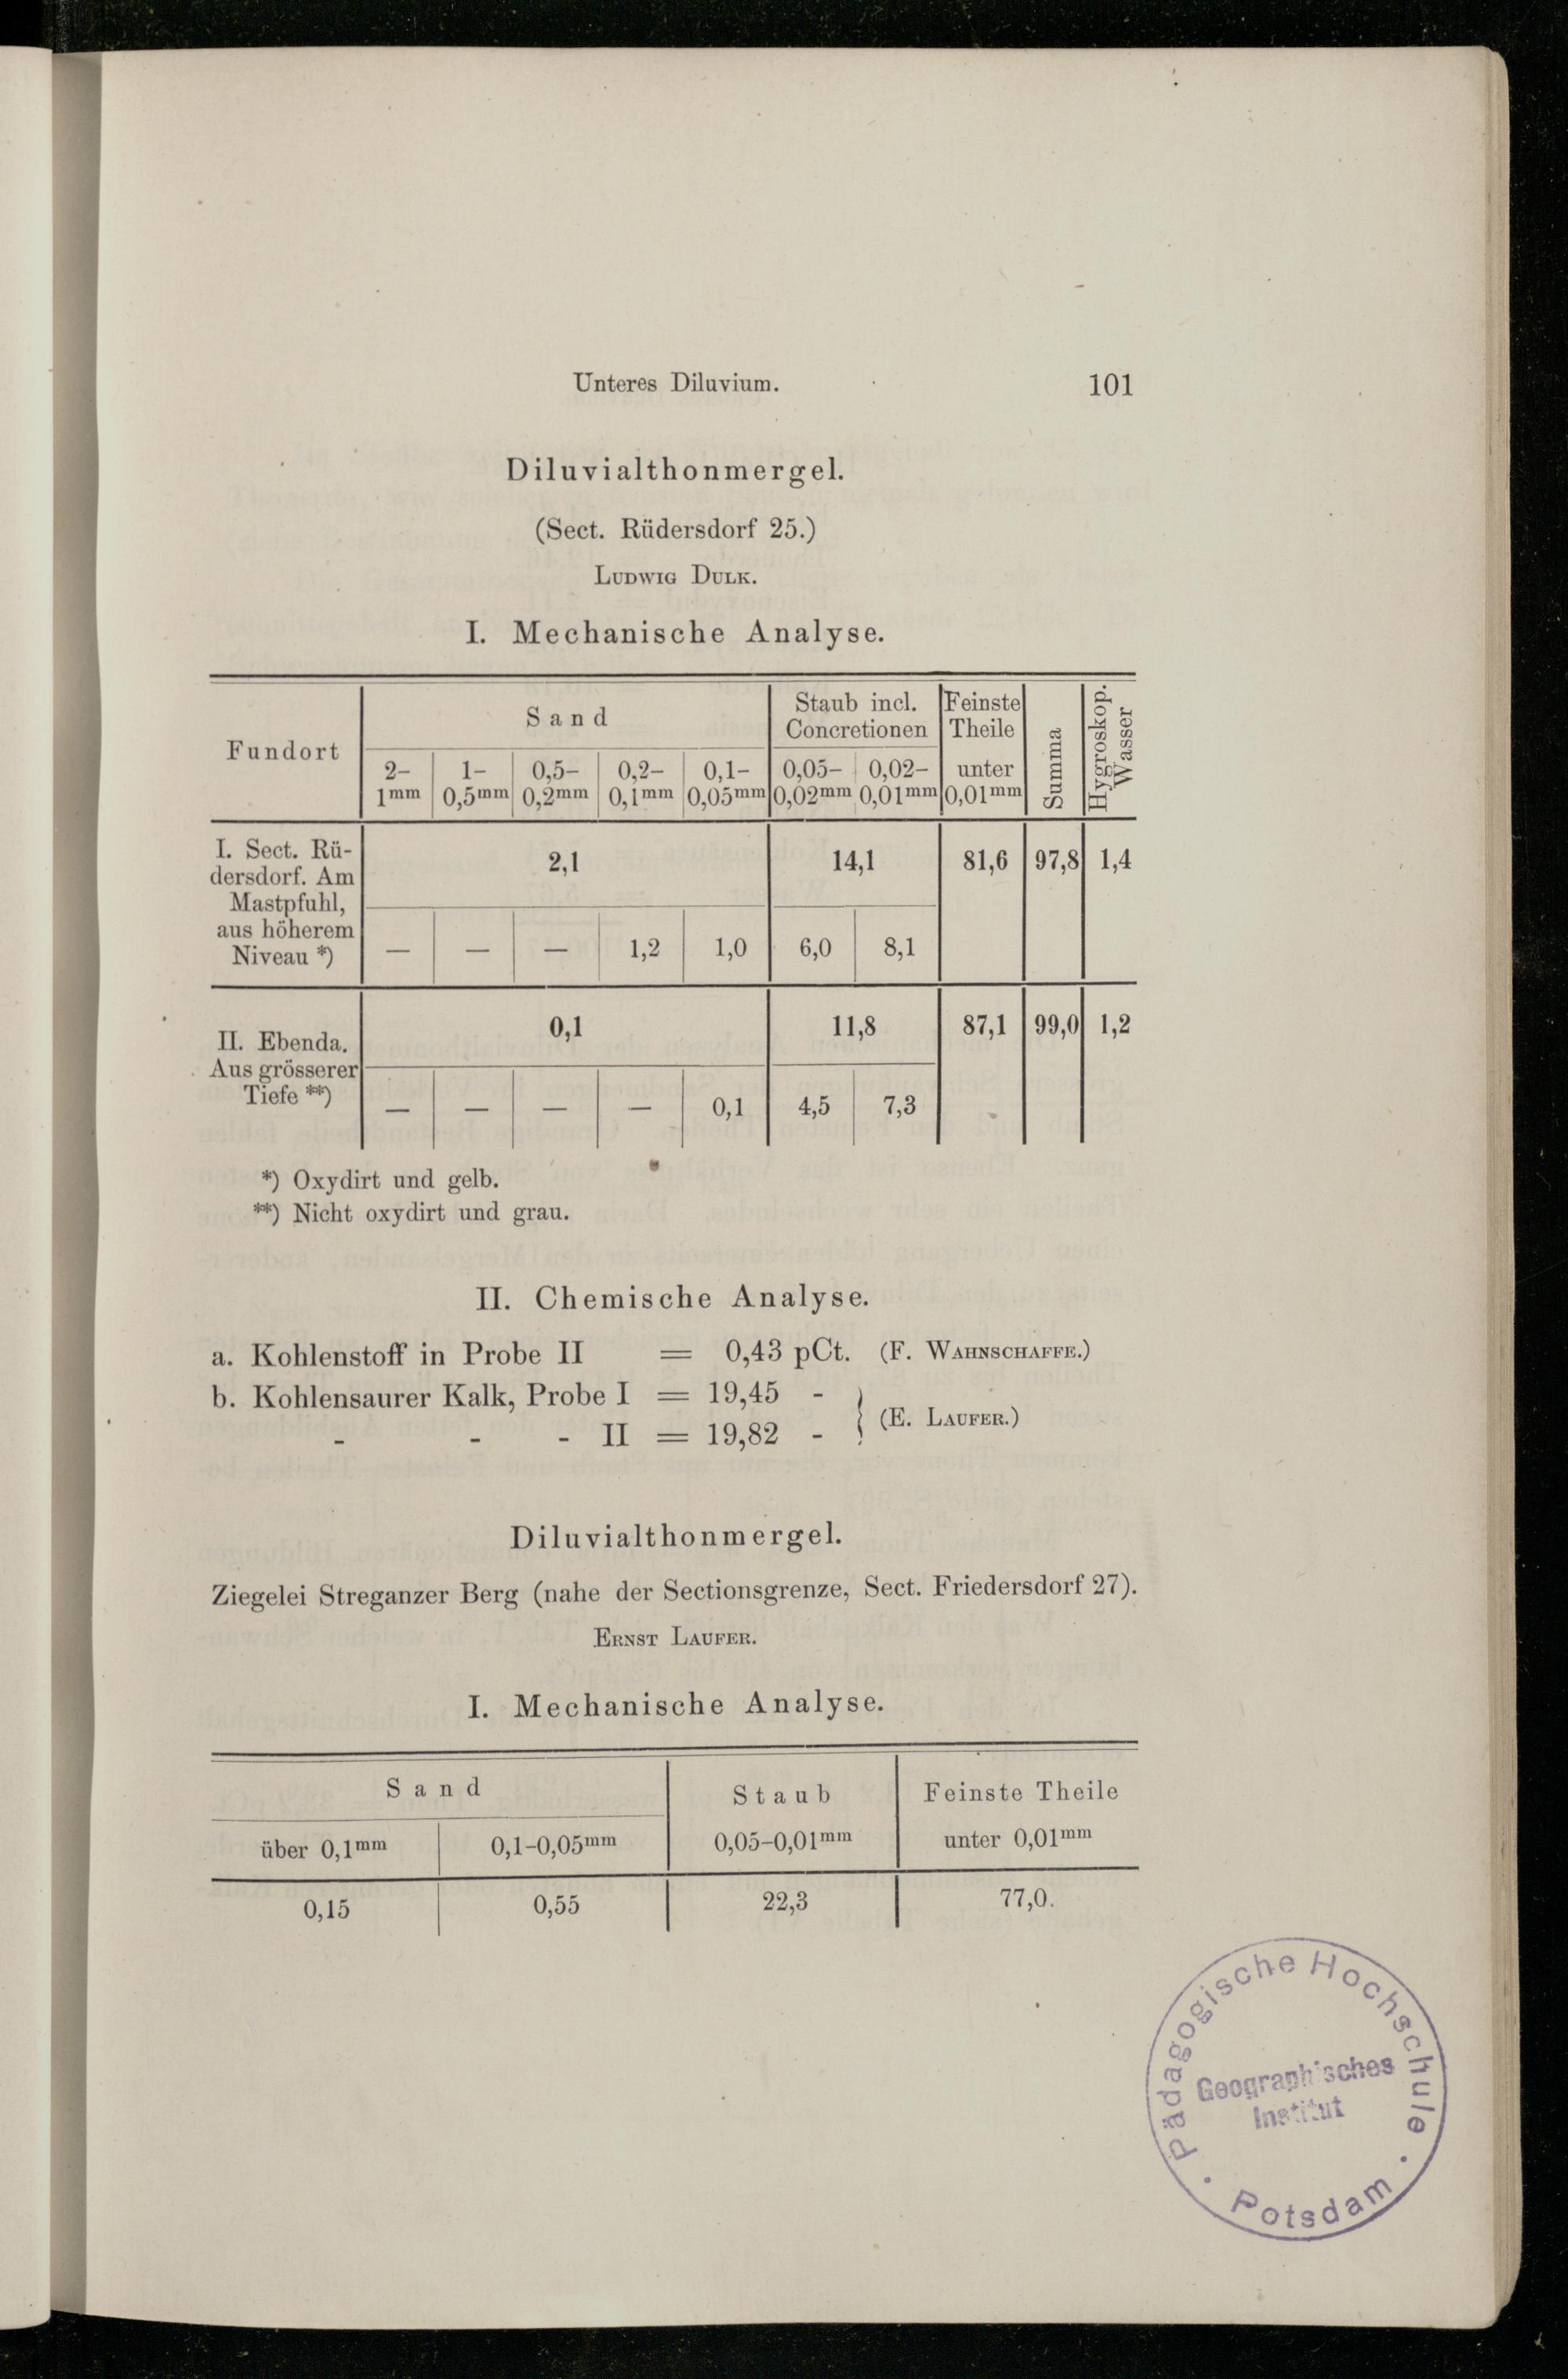 Unteres Diluvium. 101
Diluvialthonmergel.
(Sect. Rüdersdorf 25.)
Ludwig Dulk.
I. Mechanische Analyse.
Fundort
Sand
Staub incl.
Concretionen
Feinste
Theile
Summa
Hygroskop.
Wasser
2-
1mm
1-
0,5mm
0,5-
0,2mm
0,2-
0,1mm
0,1-
0,05mm
0,05-
0,02mm
0,02-
0,01mm
unter
0,01mm
I. Sect. Rü-
dersdorf. Am
Mastpfuhl,
aus höherem
Niveau *)
2,1 14,1 81,6 97,8 1,4
— — — 1,2 1,0 6,0 8,1
II. Ebenda.
Aus grösserer
Tiefe **)
0,1 11,8 87,1 99,0 1,2
— — — — 0,1 4,5 7,3
*) Oxydirt und gelb.
**) Nicht oxydirt und grau.
II. Chemische Analyse.
a. Kohlenstoff in Probe II = 0,43 pCt. (F. Wahnschaffe.)
b. Kohlensaurer Kalk, Probe I = 19,45 -
- - - II = 19,82 - } (E. Laufer.)
Diluvialthonmergel.
Ziegelei Streganzer Berg (nahe der Sectionsgrenze, Sect. Friedersdorf 27).
Ernst Laufer.
I. Mechanische Analyse.
Sand Staub Feinste Theile
über 0,1mm 0,1-0,05mm 0,05-0,01mm unter 0,01mm
0,15 0,55 22,3 77,0.
Pädagogische Hochschule
Geographisches
Institut
· Potsdam ·